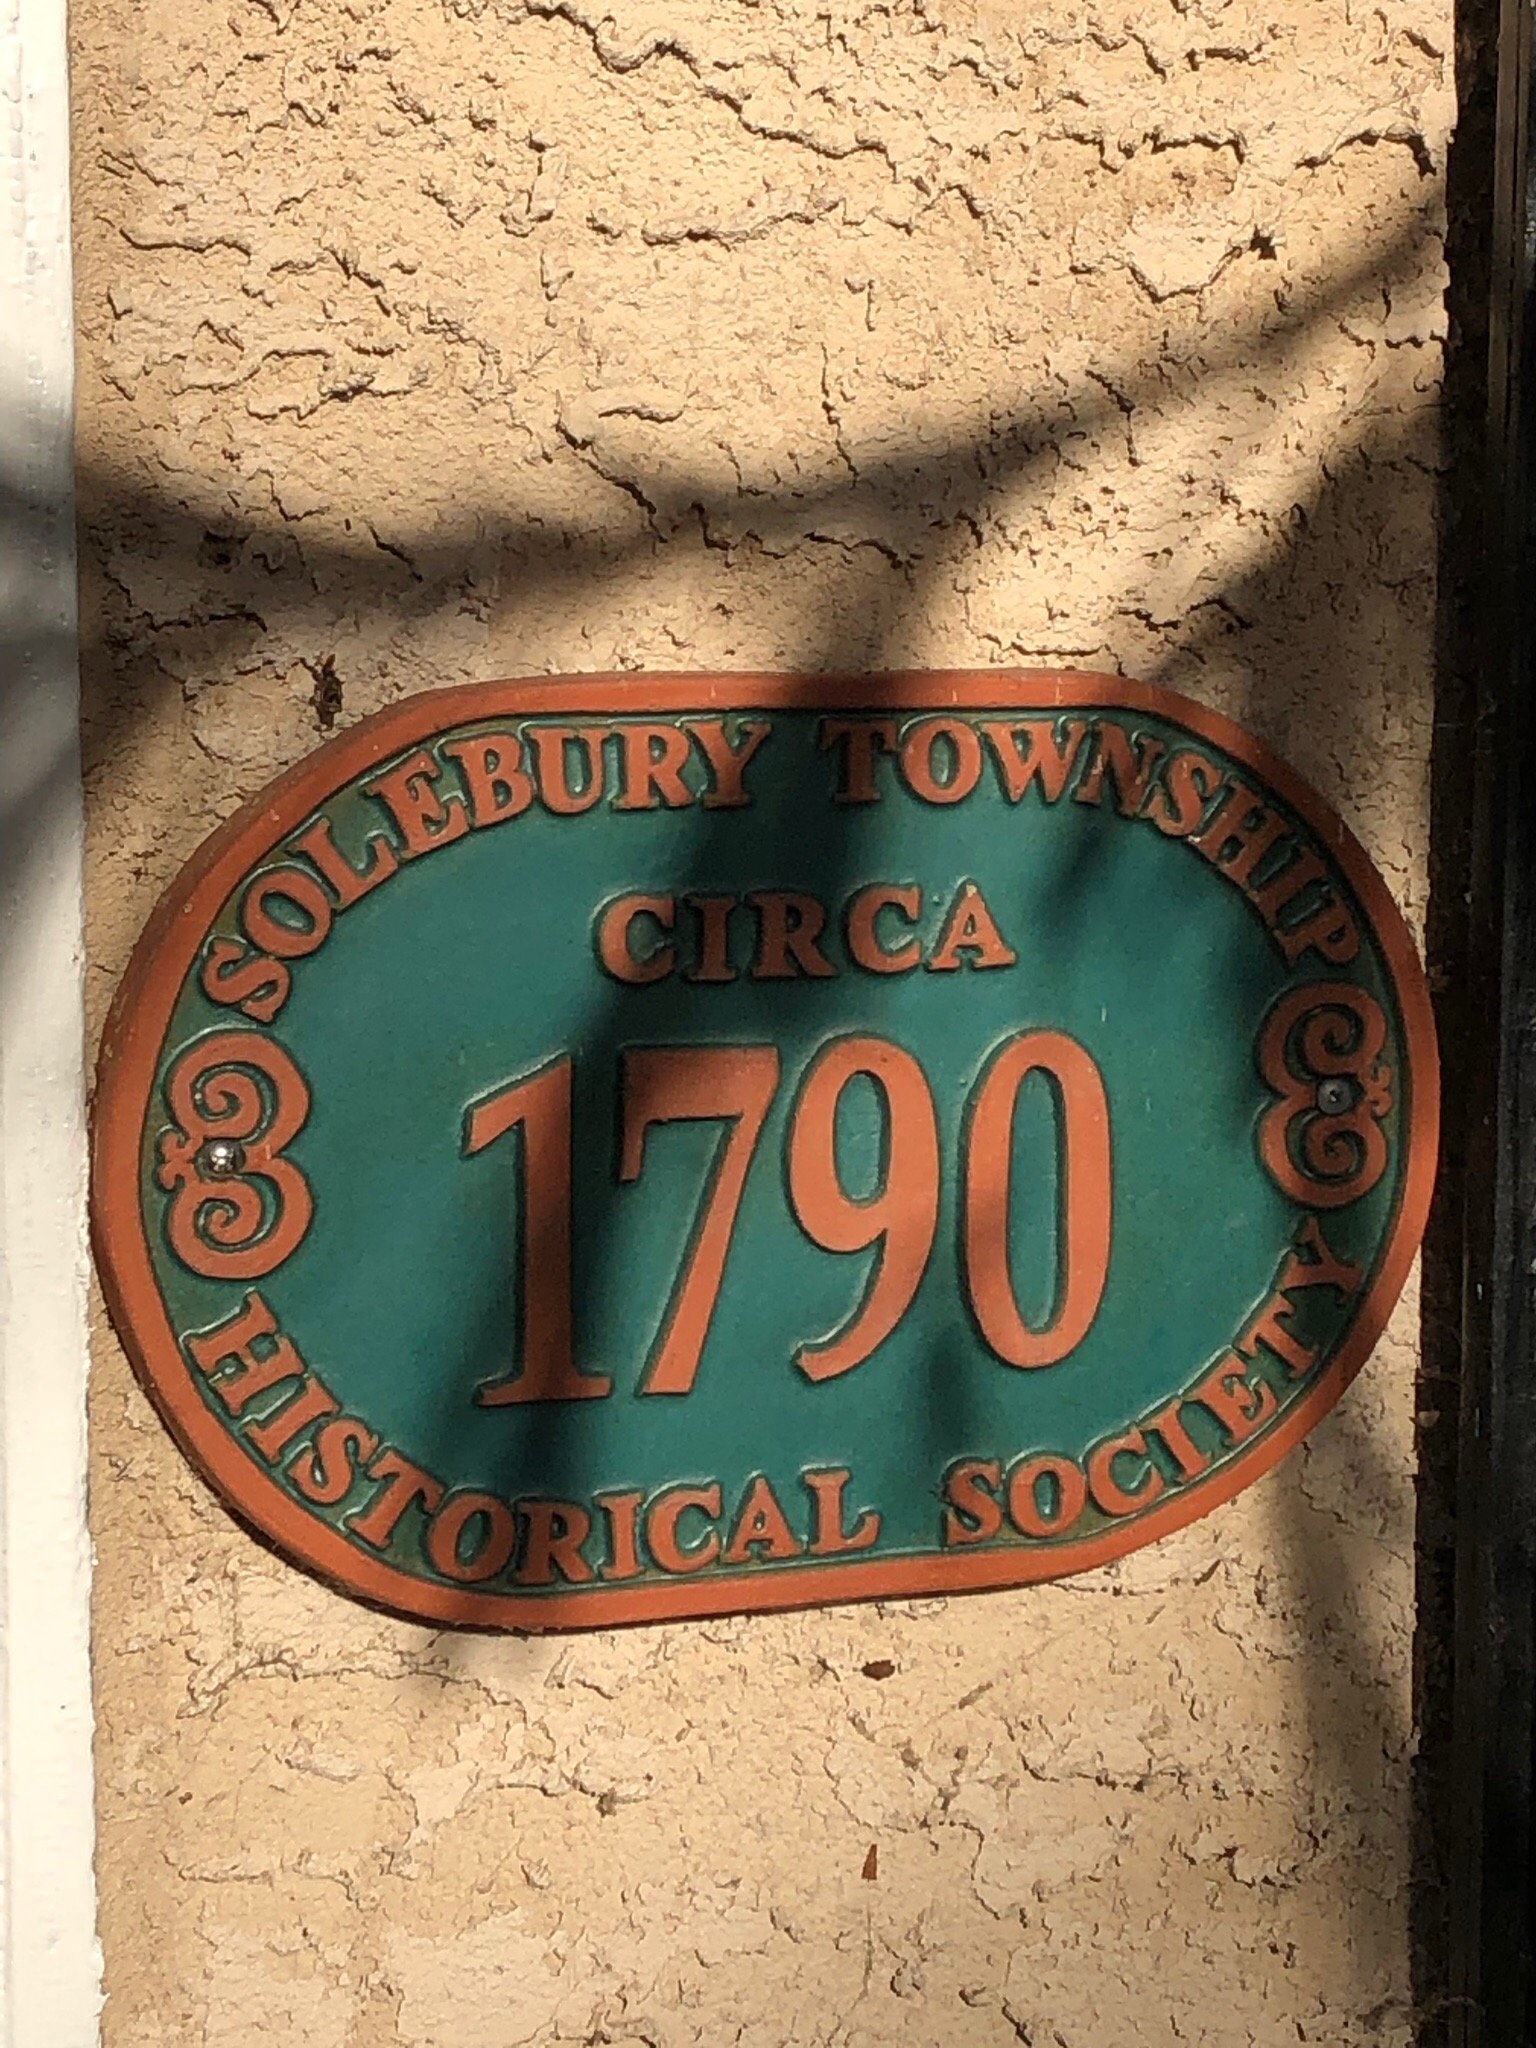 SOLEBURY TOWNSHIP
CIRCA
1790
HISTORICAL SOCIETY